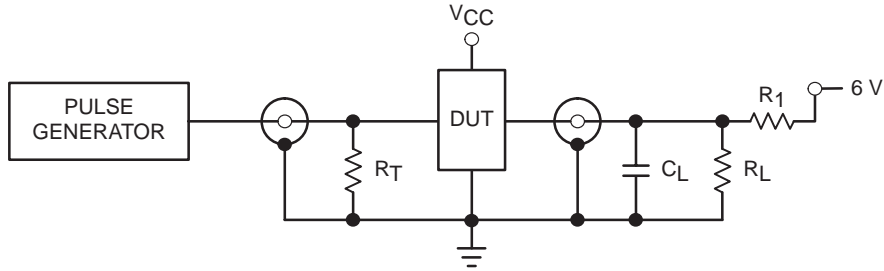 VCC
PULSE
GENERATOR
DUT
RT
CL
RL
R1
6 V